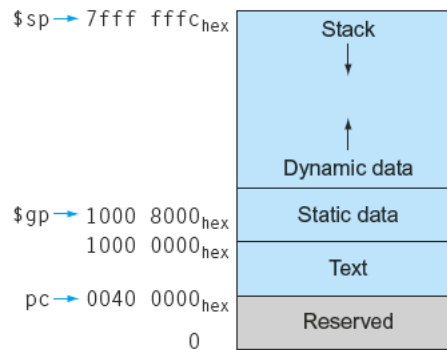 $sp → 7fff fffc hex
Stack
Dynamic data
$gp → 1000 8000 hex
Static data
1000 0000 hex
Text
pc → 0040 0000 hex
Reserved
0